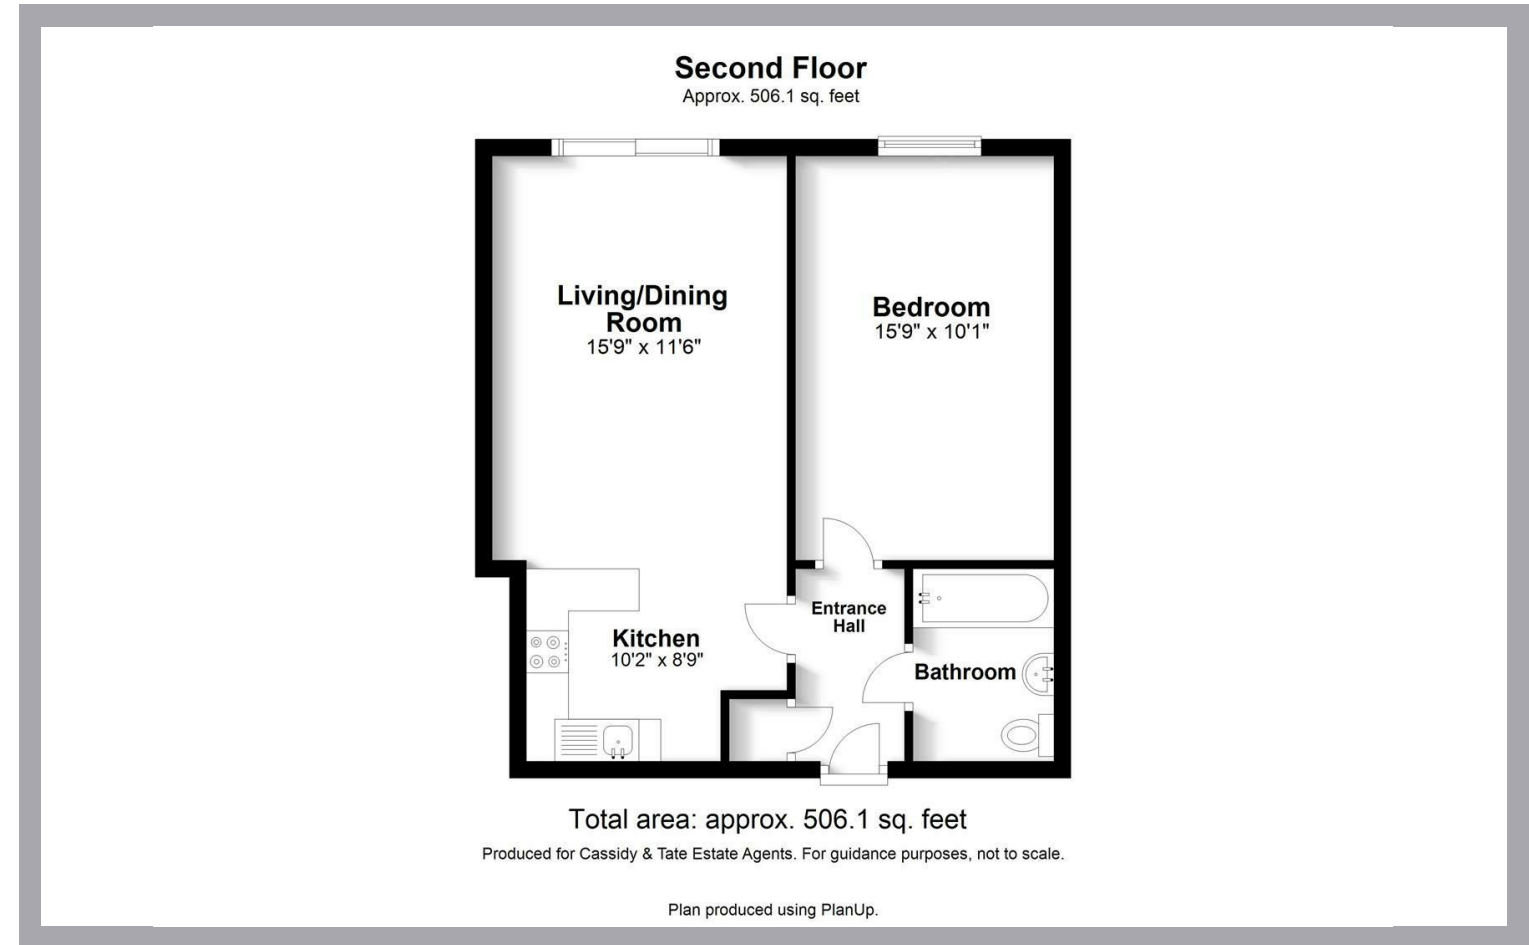 Second Floor
Approx. 506.1 sq. feet
Living/Dining
Room
15'9" x 11'6"
Bedroom
15'9" x 10'1"
Entrance
Hall
Kitchen
10'2" x 8'9"
Bathroom
Total area: approx. 506.1 sq. feet
Produced for Cassidy & Tate Estate Agents. For guidance purposes, not to scale.
Plan produced using PlanUp.